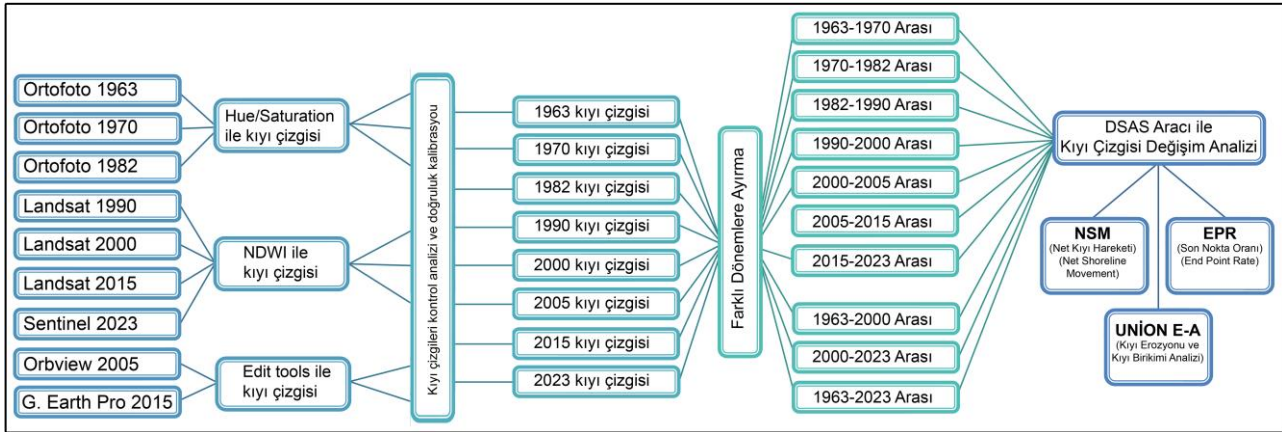 Ortofoto 1963
Ortofoto 1970
Ortofoto 1982
Landsat 1990
Landsat 2000
Landsat 2015
Sentinel 2023
Orbview 2005
G. Earth Pro 2015
Hue/Saturation
ile kıyı çizgisi
NDWI ile
kıyı çizgisi
Edit tools ile
kıyı çizgisi
Kıyı çizgileri kontrol analizi ve doğruluk kalibrasyou
1963 kıyı çizgisi
1970 kıyı çizgisi
1982 kıyı çizgisi
1990 kıyı çizgisi
2000 kıyı çizgisi
2005 kıyı çizgisi
2015 kıyı çizgisi
2023 kıyı çizgisi
Farklı Dönemlere Ayırma
1963-1970 Arası
1970-1982 Arası
1982-1990 Arası
1990-2000 Arası
2000-2005 Arası
2005-2015 Arası
2015-2023 Arası
1963-2000 Arası
2000-2023 Arası
1963-2023 Arası
DSAS Aracı ile
Kıyı Çizgisi Değişim Analizi
NSM
(Net Kıyı Hareketi)
(Net Shoreline
Movement)
EPR
(Son Nokta Oranı)
(End Point Rate)
UNİON E-A
(Kıyı Erozyonu ve
Kıyı Birikimi Analizi)